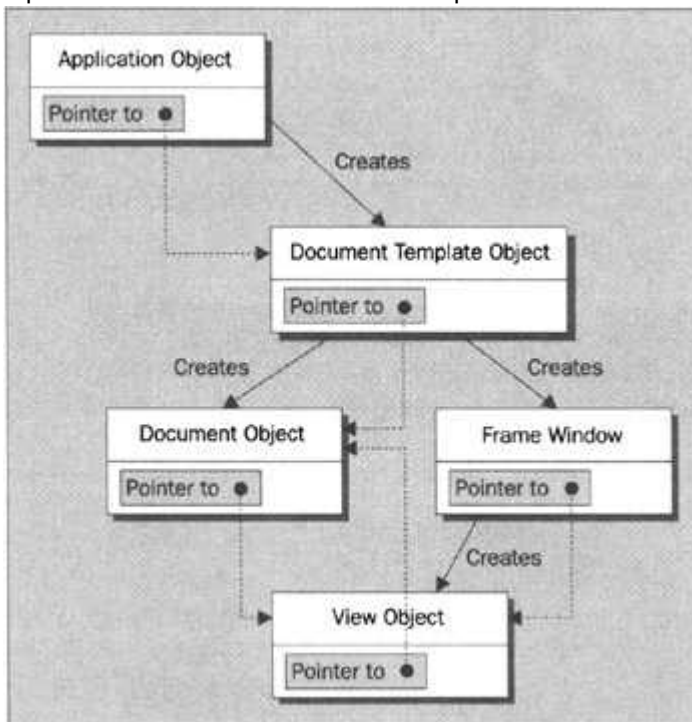 Application Object
Pointer to
Creates
Document Template Object
Pointer to
Creates
Creates
Document Object
Frame Window
Pointer to
Pointer to
Creates
View Object
Pointer to